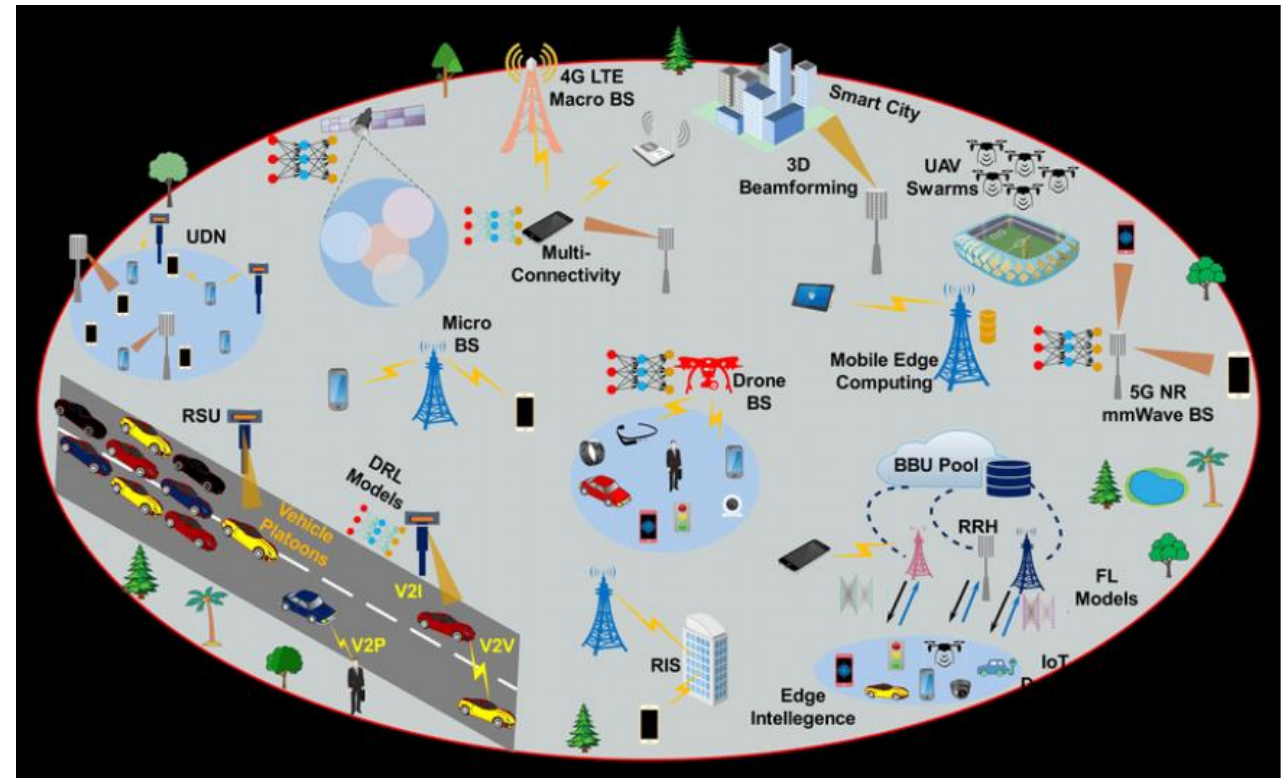 4G LTE
Macro BS
Smart City
3D
Beamforming
UAV
Swarms
UDN
Multi-
Connectivity
Micro
BS
Mobile Edge
Computing
5G NR
mmWave BS
Drone
BS
RSU
BBU Pool
DRL
Models
Vehicle
Platoons
RRH
FL
Models
V2I
V2P
V2V
RIS
IoT
Edge
Intellegence